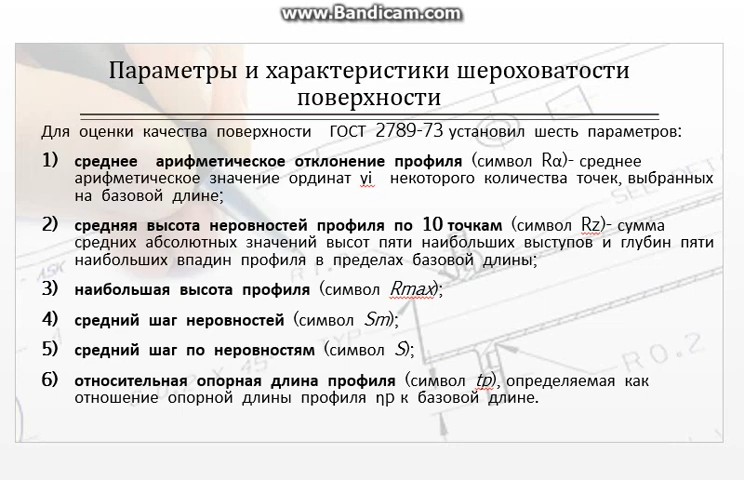 www.Bandicam.com
Параметры и характеристики шероховатости
поверхности
Для оценки качества поверхности ГОСТ 2789-73 установил шесть параметров:
1) среднее арифметическое отклонение профиля (символ Rα)- среднее
арифметическое значение ординат yi некоторого количества точек, выбранных
на базовой длине;
2) средняя высота неровностей профиля по 10 точкам (символ Rz)- сумма
средних абсолютных значений высот пяти наибольших выступов и глубин пяти
наибольших впадин профиля в пределах базовой длины;
3) наибольшая высота профиля (символ Rmax);
4) средний шаг неровностей (символ Sm);
5) средний шаг по неровностям (символ S);
6) относительная опорная длина профиля (символ tp), определяемая как
отношение опорной длины профиля ηp к базовой длине.
SEE DET
R0.2